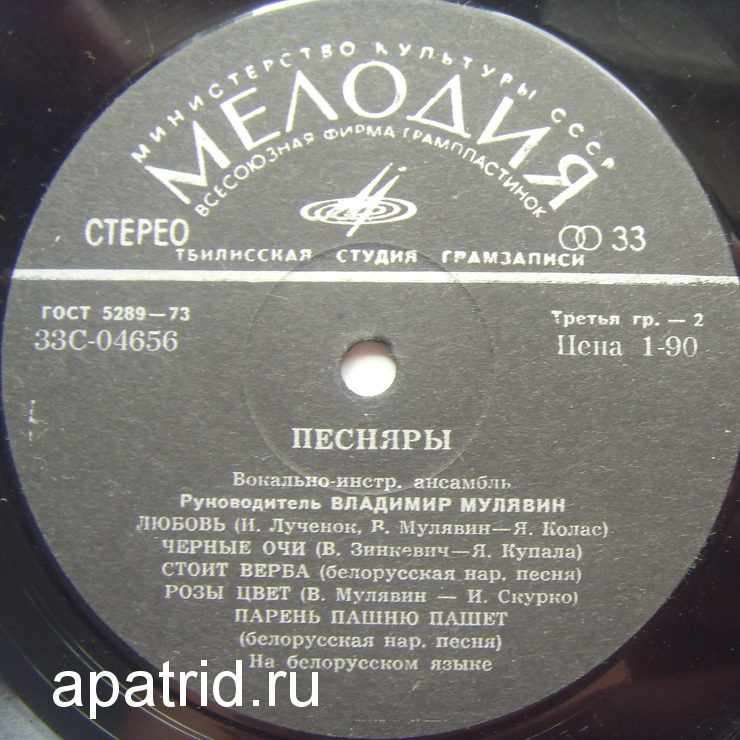 МИНИСТЕРСТВО КУЛЬТУРЫ СССР
МЕЛОДИЯ
ВСЕСОЮЗНАЯ ФИРМА ГРАМПЛАСТИНОК
СТЕРЕО
33
ТБИЛИССКАЯ СТУДИЯ ГРАМЗАПИСИ
ГОСТ 5289—73
Третья гр. — 2
33С-04656
Цена 1-90
ПЕСНЯРЫ
Вокально-инстр. ансамбль
Руководитель ВЛАДИМИР МУЛЯВИН
ЛЮБОВЬ (И. Лученок, В. Мулявин—Я. Колас)
ЧЕРНЫЕ ОЧИ (В. Зинкевич—Я. Купала)
СТОИТ ВЕРБА (белорусская нар. песня)
РОЗЫ ЦВЕТ (В. Мулявин — И. Скурко)
ПАРЕНЬ ПАШНЮ ПАШЕТ
(белорусская нар. песня)
На белорусском языке
apatrid.ru